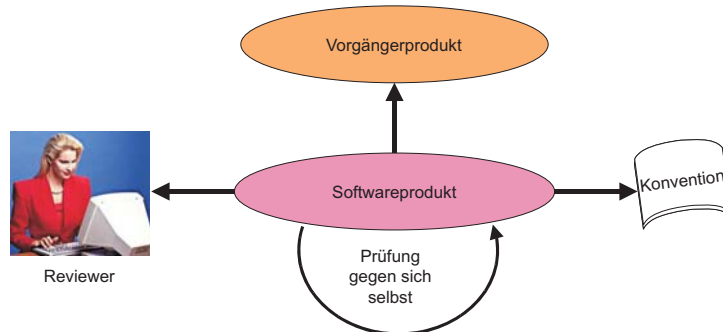 Vorgängerprodukt
Softwareprodukt
Konvention
Reviewer
Prüfung
gegen sich
selbst